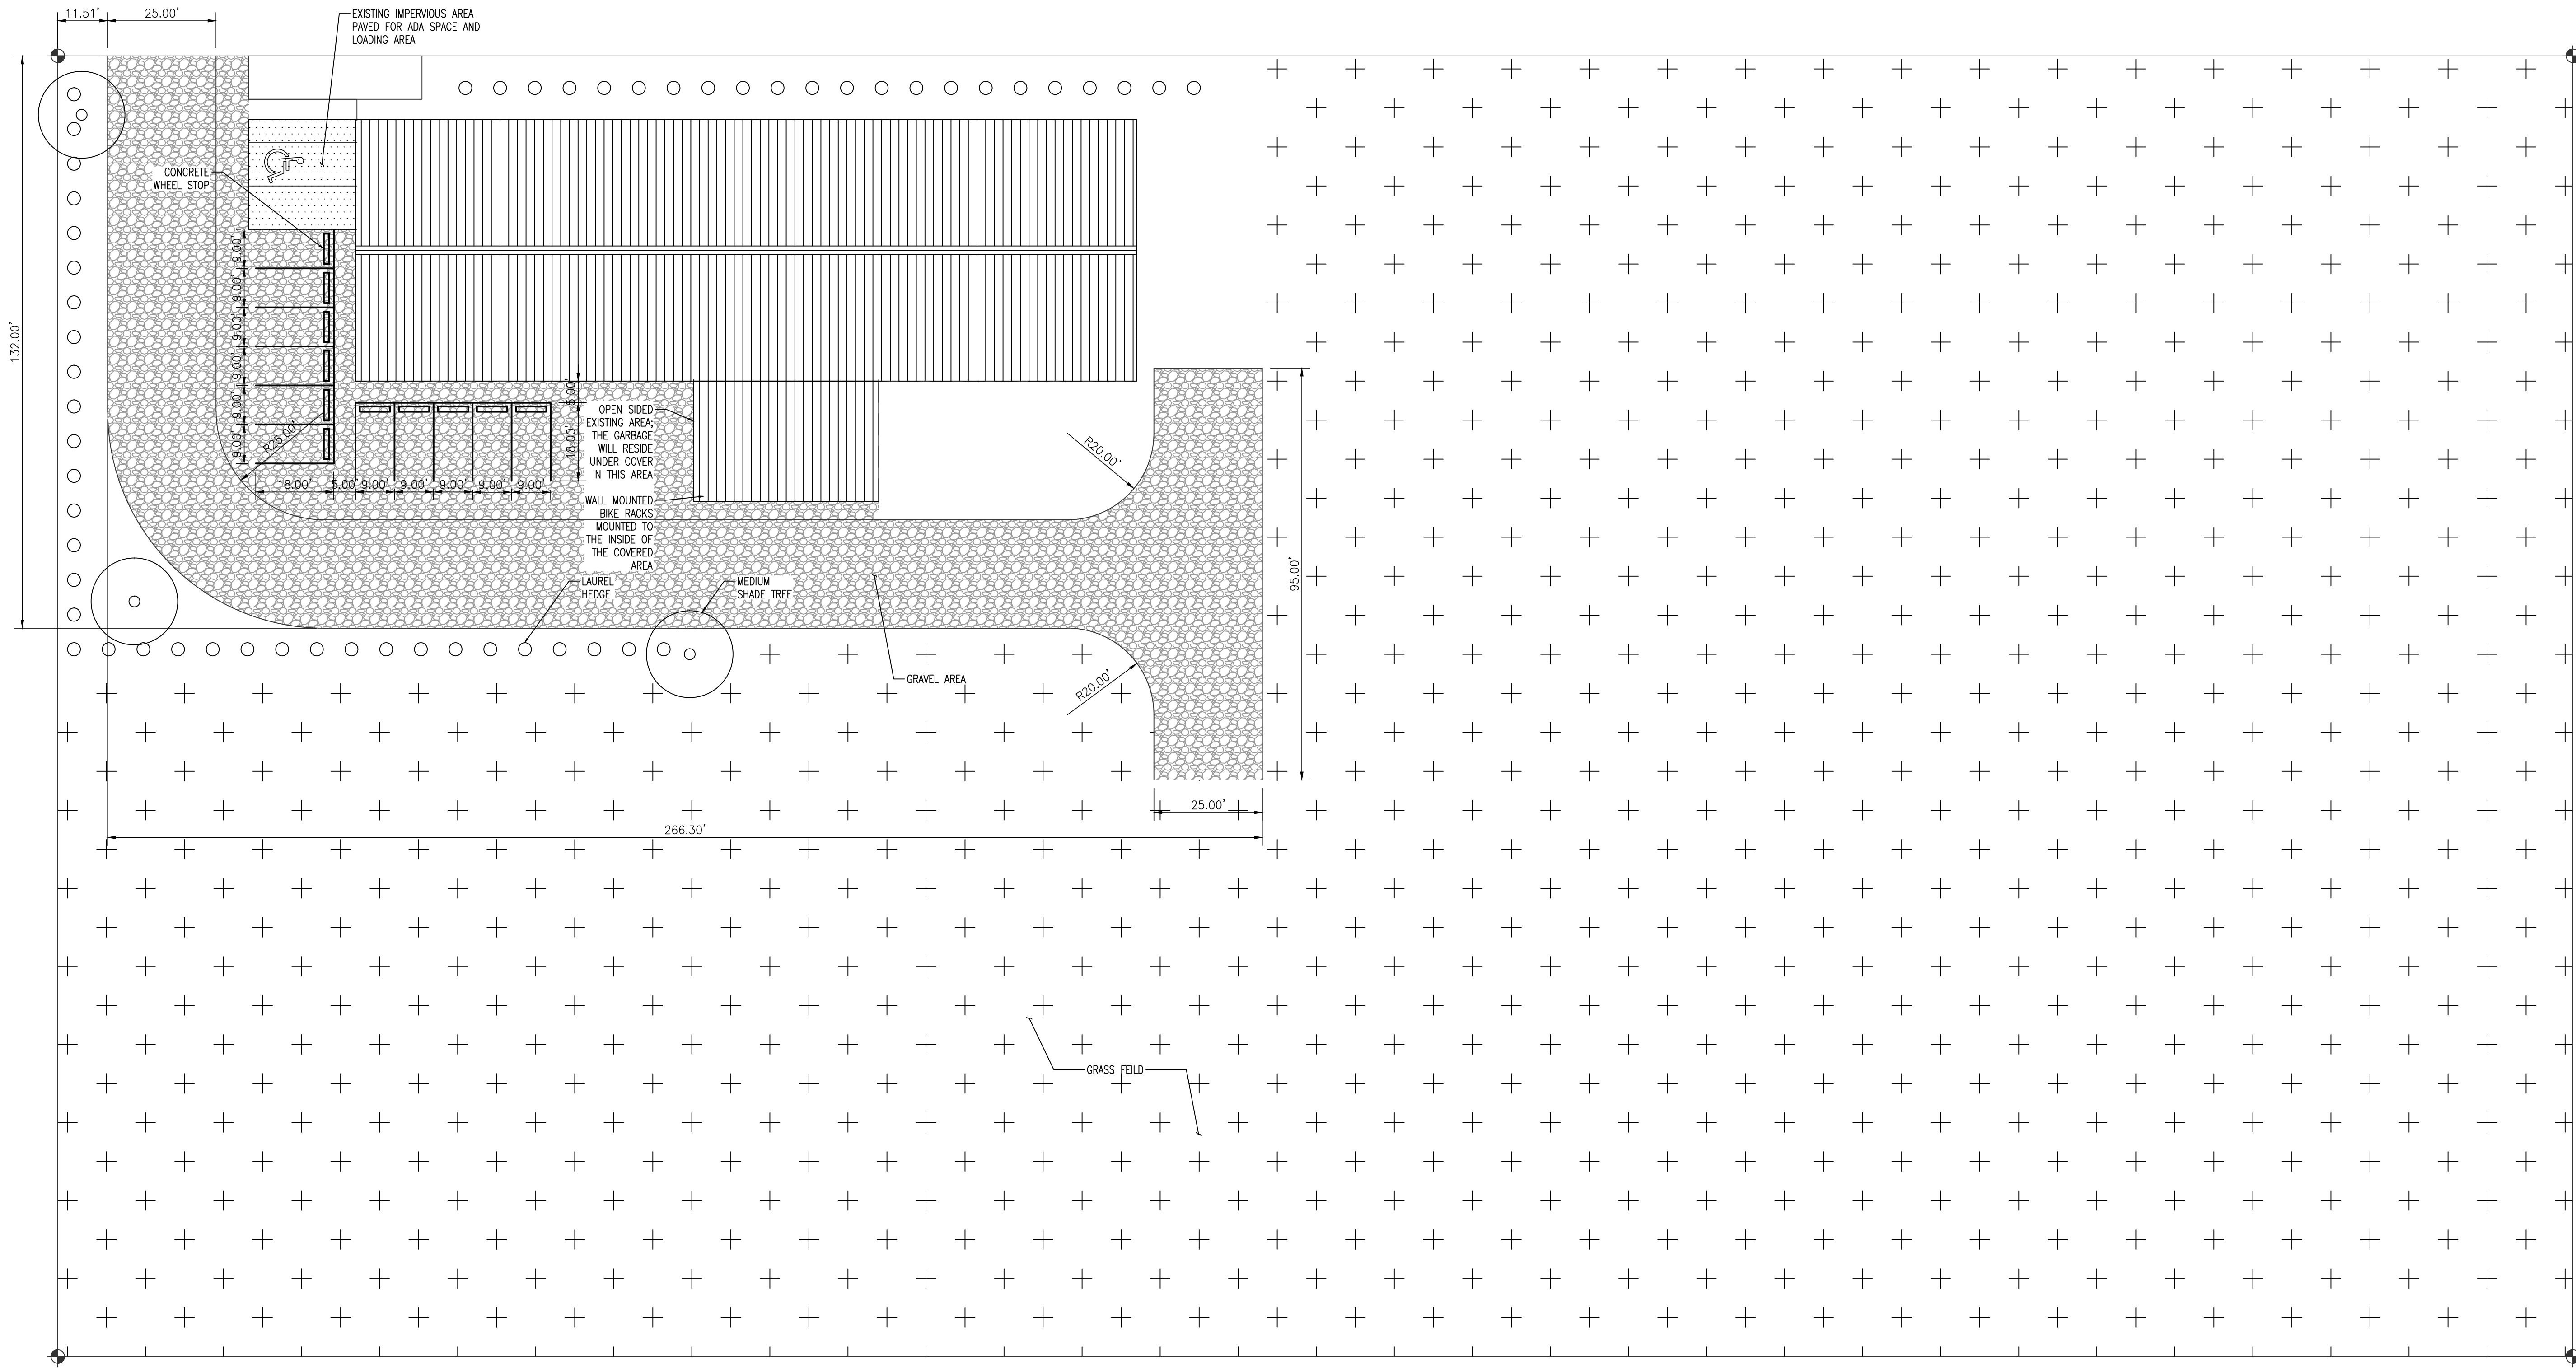 11.51'
25.00'
EXISTING IMPERVIOUS AREA
PAVED FOR ADA SPACE AND
LOADING AREA
132.00'
CONCRETE
WHEEL STOP
9.00'
9.00'
9.00'
9.00'
9.00'
9.00'
R25.00'
18.00'
5.00'
9.00'
9.00'
9.00'
9.00'
9.00'
5.00'
18.00'
OPEN SIDED
EXISTING AREA;
THE GARBAGE
WILL RESIDE
UNDER COVER
IN THIS AREA
WALL MOUNTED
BIKE RACKS
MOUNTED TO
THE INSIDE OF
THE COVERED
AREA
R20.00'
95.00'
LAUREL
HEDGE
MEDIUM
SHADE TREE
GRAVEL AREA
R20.00'
25.00'
266.30'
GRASS FEILD